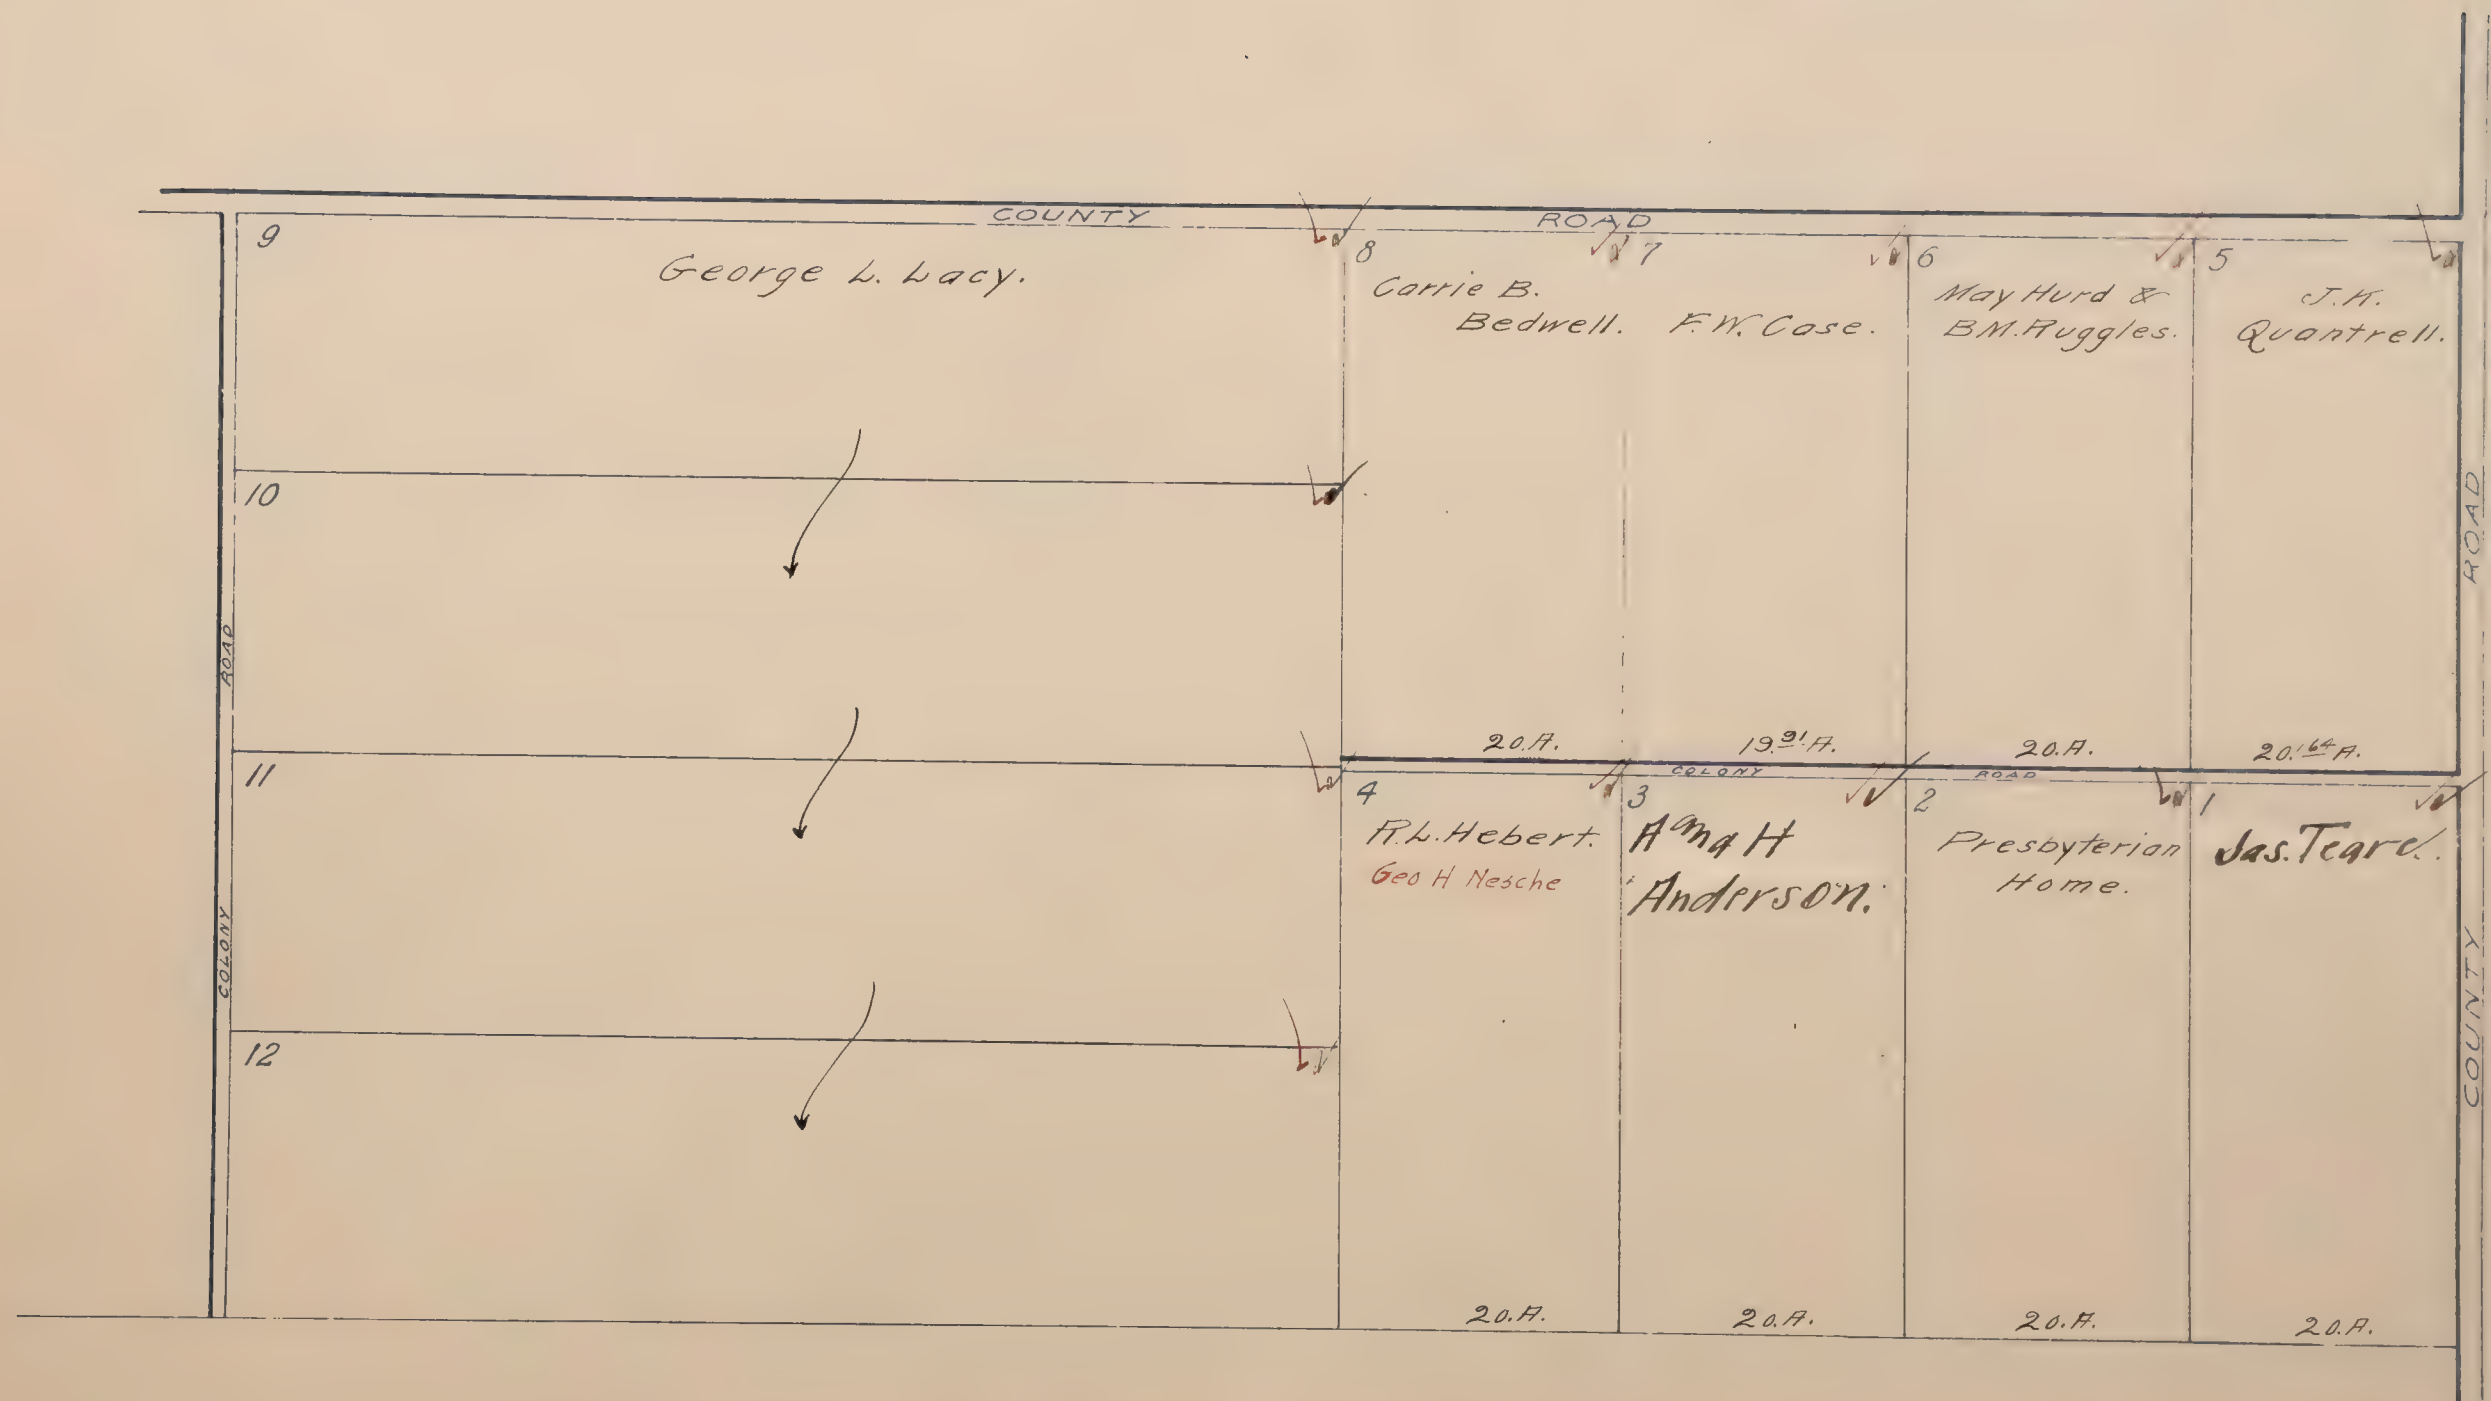 COUNTY ROAD
9
George L. Lacy.
8
Carrie B.
Bedwell.
7
F.W. Case.
6
May Hurd &
B.M. Ruggles.
5
J.K.
Quantrell.
10
ROAD
ROAD
20.A.
19.91 A.
20.A.
20.64 A.
COLONY ROAD
11
4
R.L. Hebert.
Geo H Nesche
3
Anna H
Anderson.
2
Presbyterian
Home.
1
Jas. Teare.
COLONY
COUNTY
12
20.A.
20.A.
20.A.
20.A.